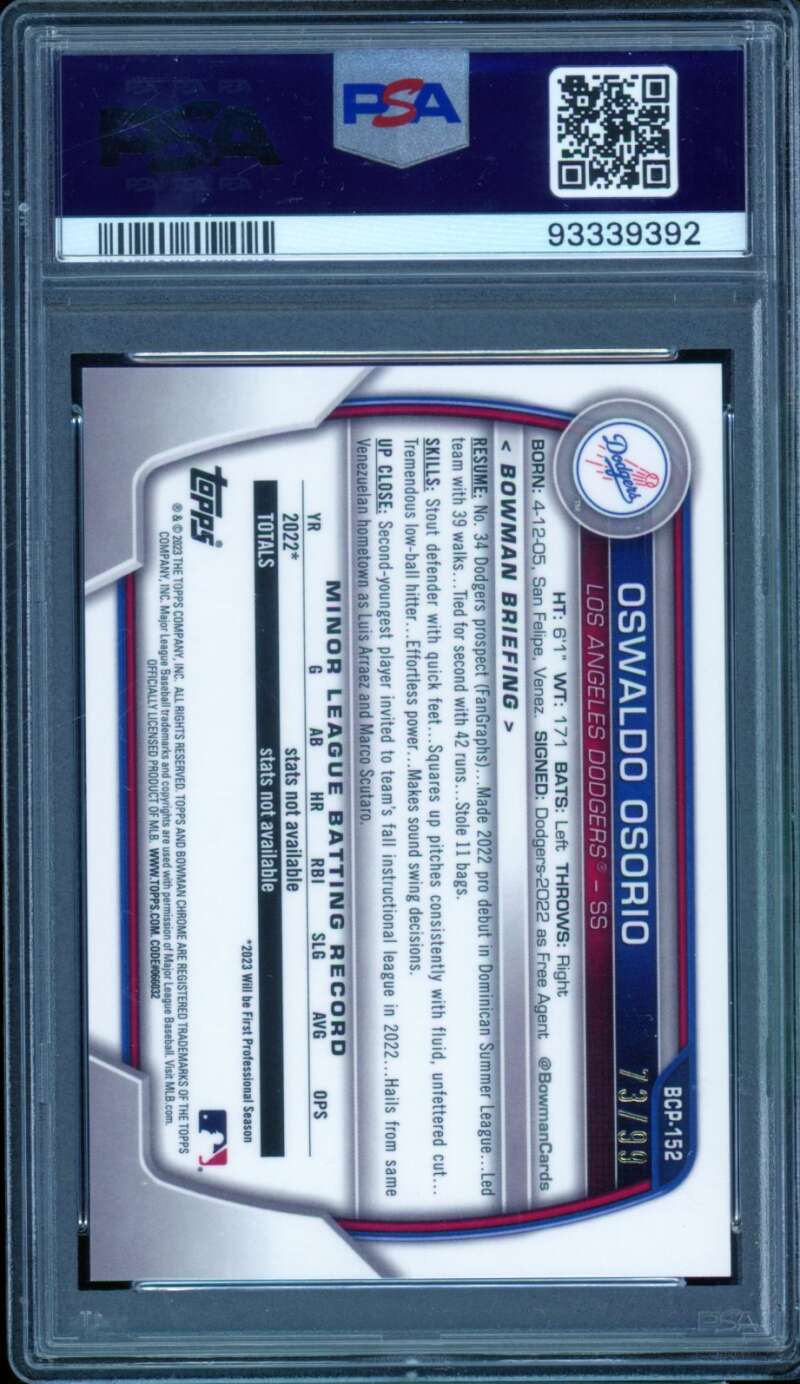 PSA
93339392
BCP-152
73/99
Dodgers
TM
OSWALDO OSORIO
LOS ANGELES DODGERS® – SS
HT: 6'1" WT: 171 BATS: Left THROWS: Right
BORN: 4-12-05, San Felipe, Venez. SIGNED: Dodgers-2022 as Free Agent @BowmanCards
< BOWMAN BRIEFING >
RESUME: No. 34 Dodgers prospect (FanGraphs)...Made 2022 pro debut in Dominican Summer League...Led
team with 39 walks...Tied for second with 42 runs...Stole 11 bags.
SKILLS: Stout defender with quick feet...Squares up pitches consistently with fluid, unfettered cut...
Tremendous low-ball hitter...Effortless power...Makes sound swing decisions.
UP CLOSE: Second-youngest player invited to team's fall instructional league in 2022...Hails from same
Venezuelan hometown as Luis Arraez and Marco Scutaro.
MINOR LEAGUE BATTING RECORD
YR G AB HR RBI SLG AVG OPS
2022* stats not available
TOTALS stats not available
*2023 Will be First Professional Season
topps®
® & © 2023 THE TOPPS COMPANY, INC. ALL RIGHTS RESERVED. TOPPS AND BOWMAN CHROME ARE REGISTERED TRADEMARKS OF THE TOPPS
COMPANY, INC. Major League Baseball trademarks and copyrights are used with permission of Major League Baseball. Visit MLB.com.
OFFICIALLY LICENSED PRODUCT OF MLB. WWW.TOPPS.COM. CODE#066032
PSA